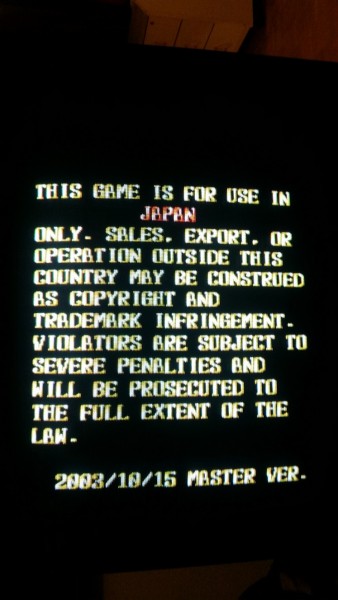 THIS GAME IS FOR USE IN
JAPAN
ONLY. SALES, EXPORT, OR
OPERATION OUTSIDE THIS
COUNTRY MAY BE CONSTRUED
AS COPYRIGHT AND
TRADEMARK INFRINGEMENT.
VIOLATORS ARE SUBJECT TO
SEVERE PENALTIES AND
WILL BE PROSECUTED TO
THE FULL EXTENT OF THE
LAW.
2003/10/15 MASTER VER.